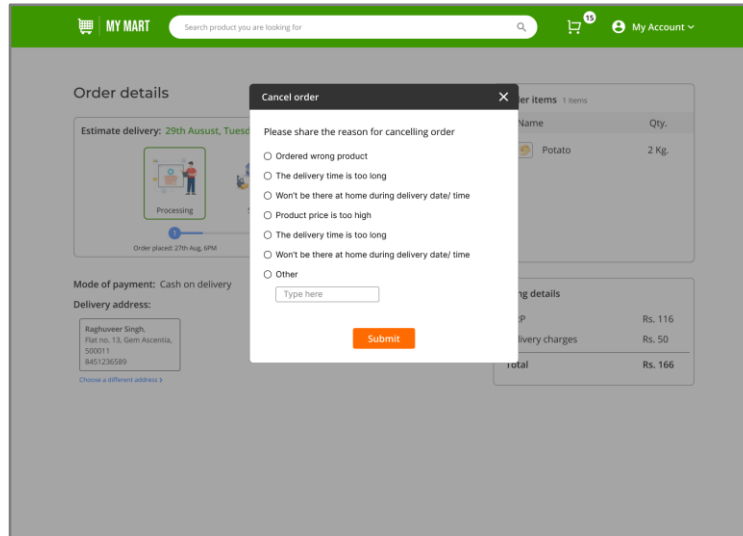 MY MART
Search product you are looking for
15
My Account
Order details
Estimate delivery: 29th Ausust, Tuesd
Processing
1
Order placed: 27th Aug, 6PM
Mode of payment: Cash on delivery
Delivery address:
Raghuveer Singh,
Flat no. 13, Gem Ascentia,
500011
8451236589
Choose a different address >
Cancel order
Please share the reason for cancelling order
Ordered wrong product
The delivery time is too long
Won't be there at home during delivery date/ time
Product price is too high
The delivery time is too long
Won't be there at home during delivery date/ time
Other
Type here
Submit
er items 1 items
Name Qty.
Potato 2 Kg.
ng details
Rs. 116
livery charges Rs. 50
Total Rs. 166